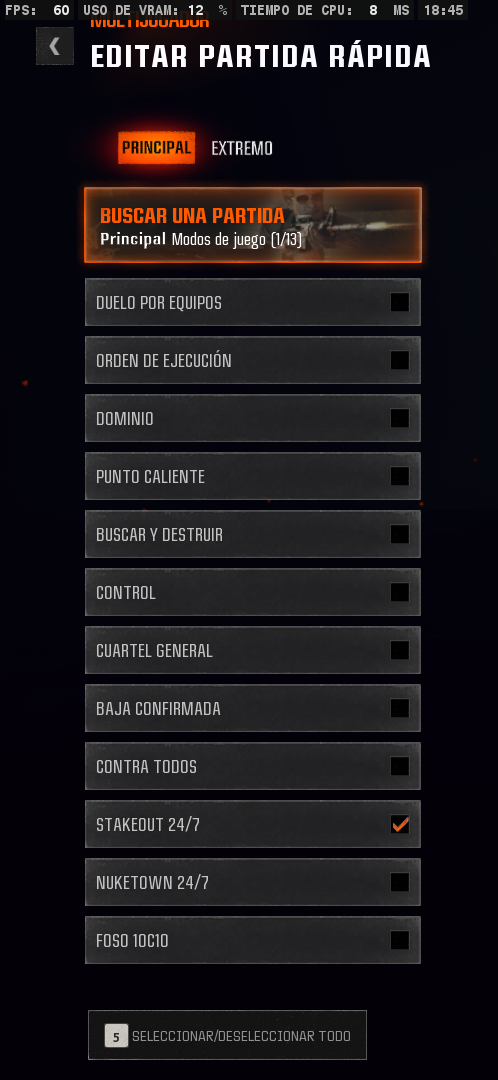 FPS: 60 USO DE VRAM: 12 % TIEMPO DE CPU: 8 MS 18:45
MULTIJUGADOR
EDITAR PARTIDA RÁPIDA
PRINCIPAL EXTREMO
BUSCAR UNA PARTIDA
Principal Modos de juego (1/13)
DUELO POR EQUIPOS
ORDEN DE EJECUCIÓN
DOMINIO
PUNTO CALIENTE
BUSCAR Y DESTRUIR
CONTROL
CUARTEL GENERAL
BAJA CONFIRMADA
CONTRA TODOS
STAKEOUT 24/7
NUKETOWN 24/7
FOSO 10C10
5 SELECCIONAR/DESELECCIONAR TODO